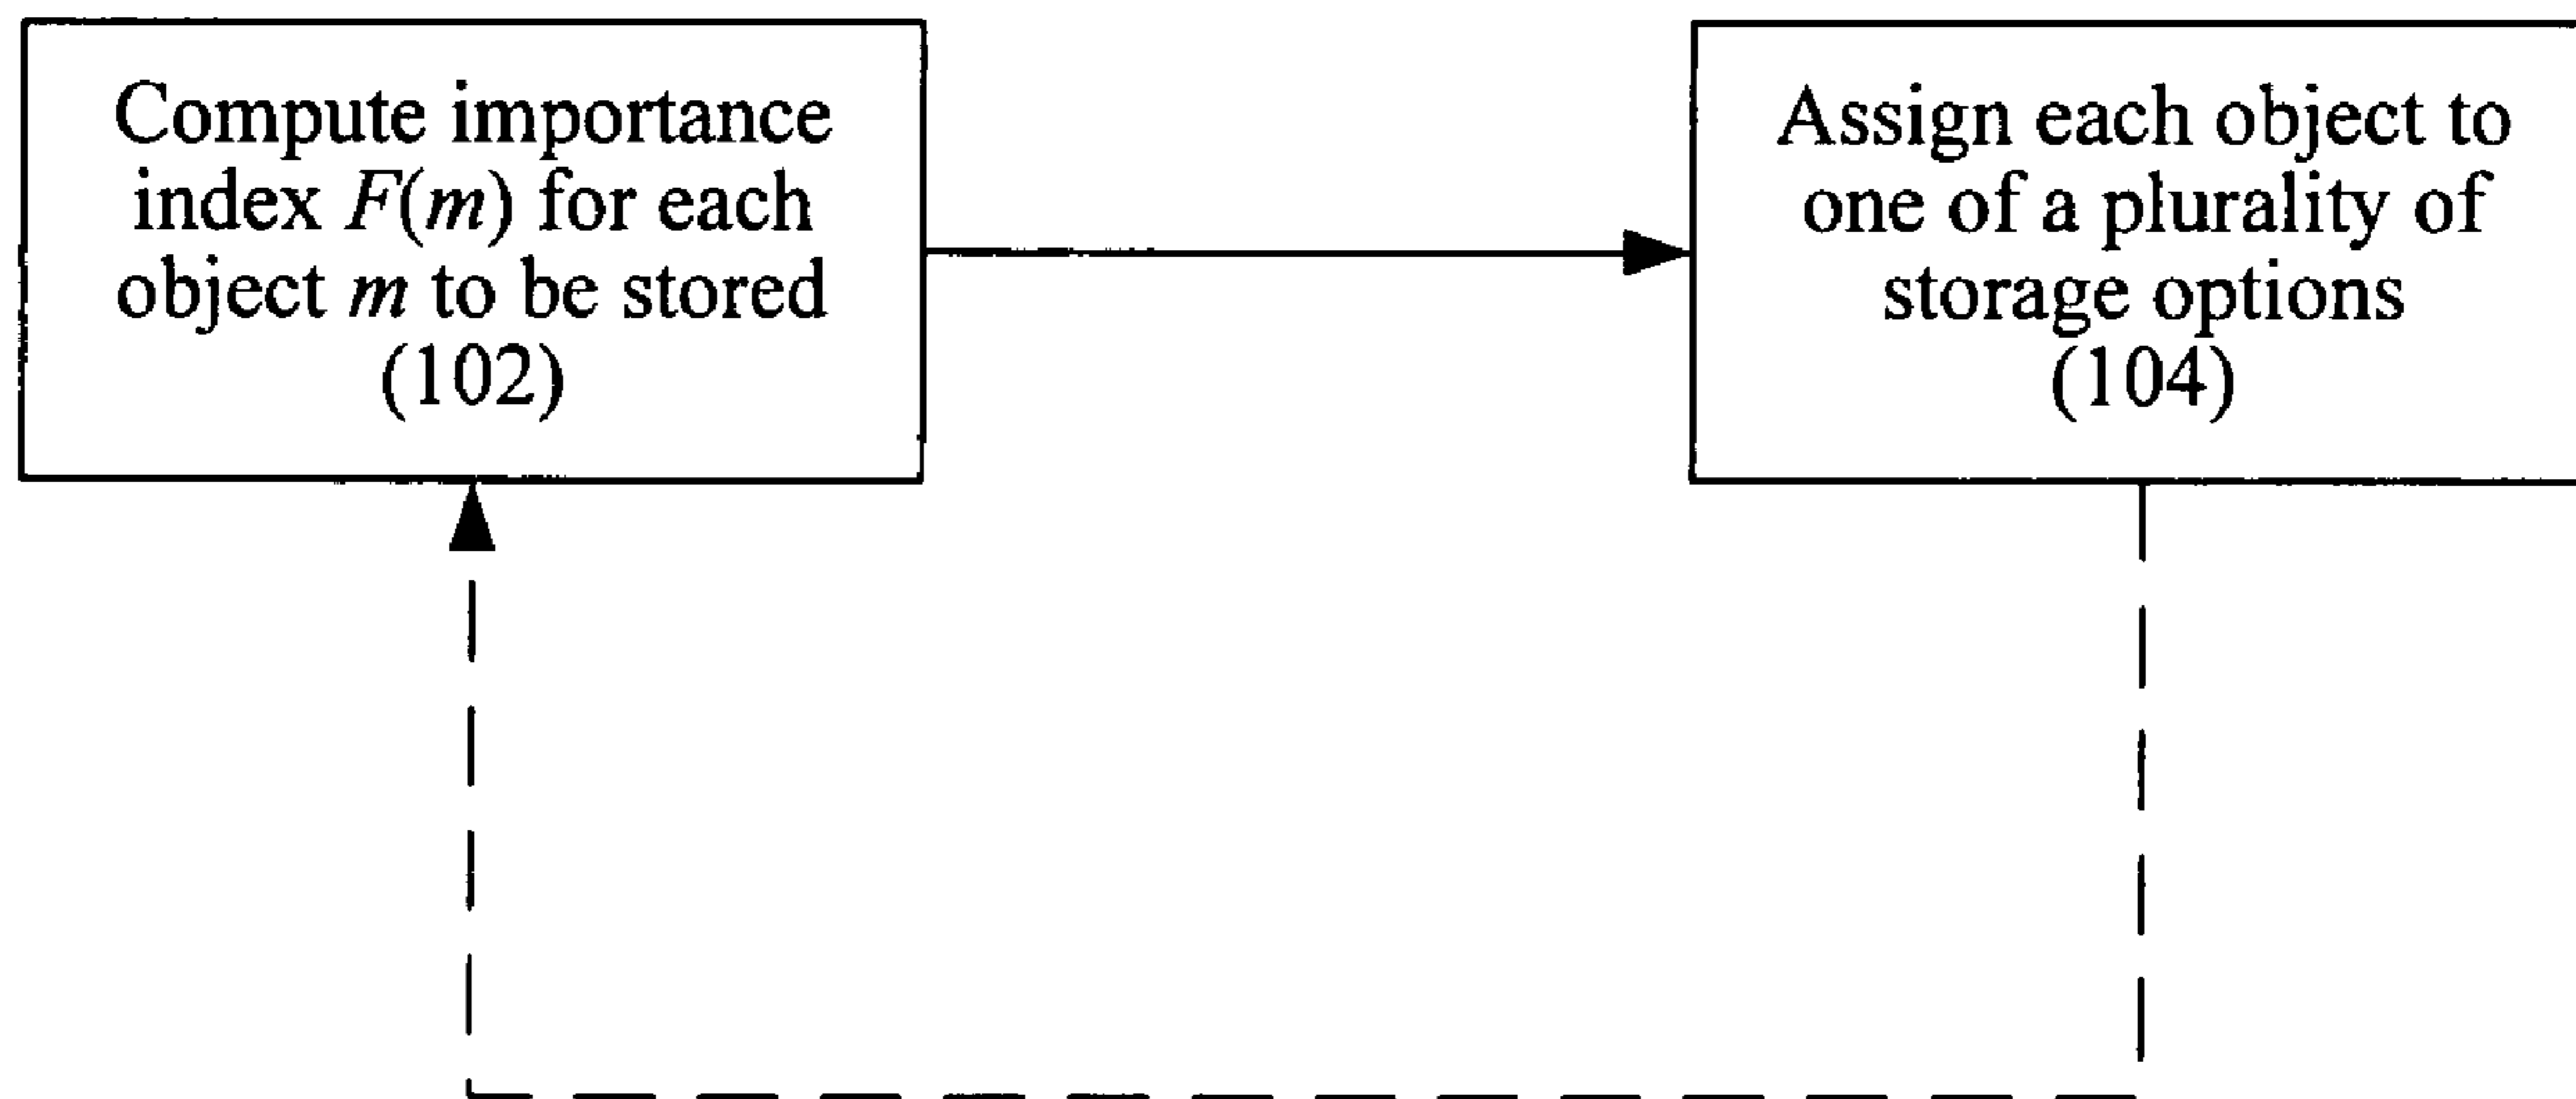 Compute importance
index F(m) for each
object m to be stored
(102)
Assign each object to
one of a plurality of
storage options
(104)